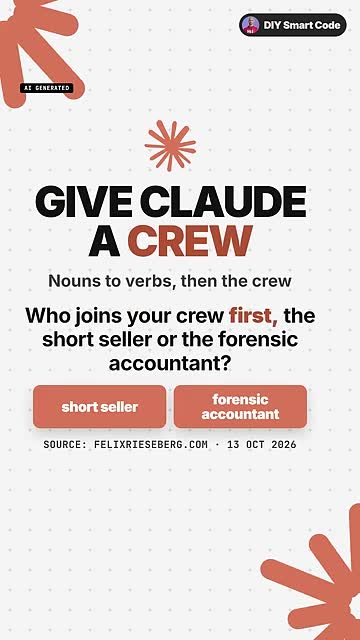 DIY Smart Code
AI GENERATED
GIVE CLAUDE
A CREW
Nouns to verbs, then the crew
Who joins your crew first, the
short seller or the forensic
accountant?
short seller
forensic
accountant
SOURCE: FELIXRIESEBERG.COM · 13 OCT 2026